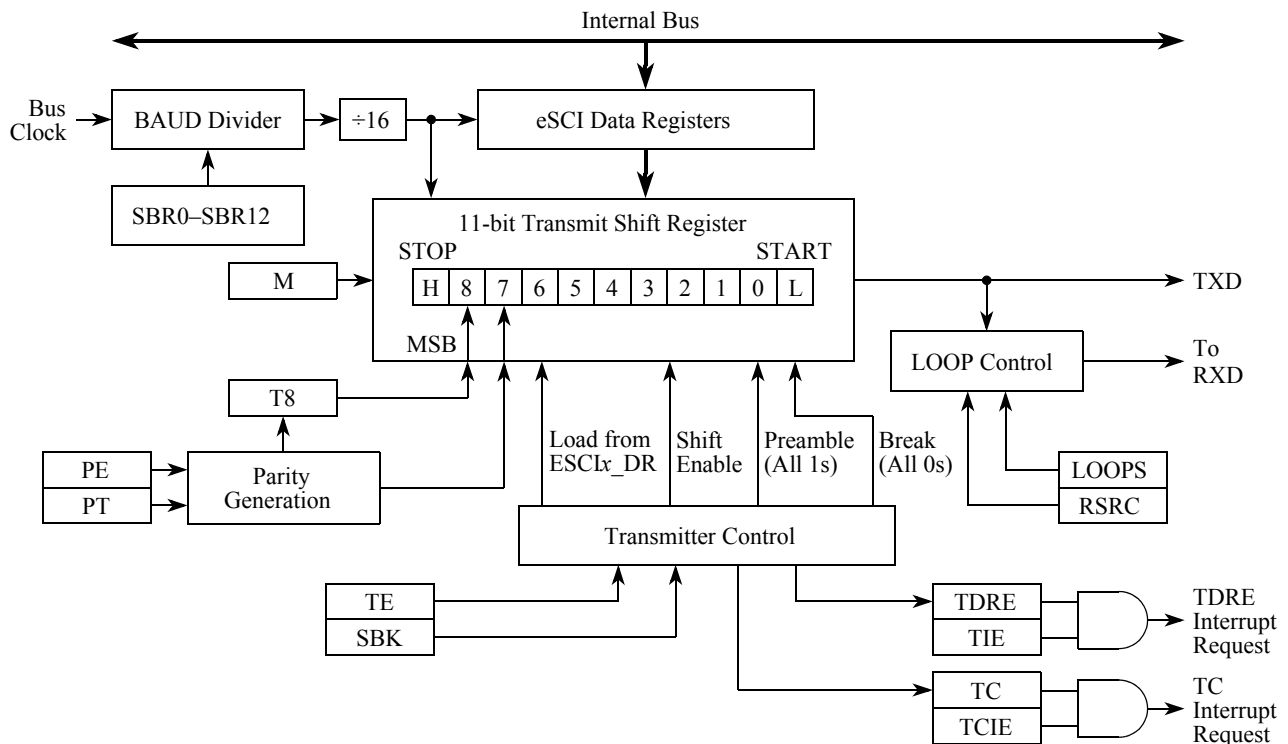 Internal Bus
Bus
Clock
BAUD Divider
÷16
eSCI Data Registers
SBR0–SBR12
11-bit Transmit Shift Register
STOP
START
M
H 8 7 6 5 4 3 2 1 0 L
TXD
MSB
LOOP Control
To
RXD
T8
Load from
ESCIx_DR
Shift
Enable
Preamble
(All 1s)
Break
(All 0s)
PE
PT
Parity
Generation
LOOPS
RSRC
Transmitter Control
TE
SBK
TDRE
TIE
TDRE
Interrupt
Request
TC
TCIE
TC
Interrupt
Request